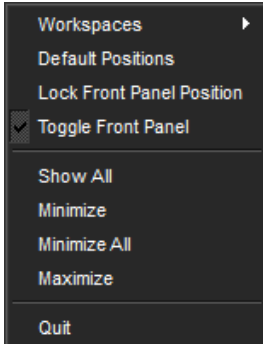 Workspaces
Default Positions
Lock Front Panel Position
Toggle Front Panel
Show All
Minimize
Minimize All
Maximize
Quit